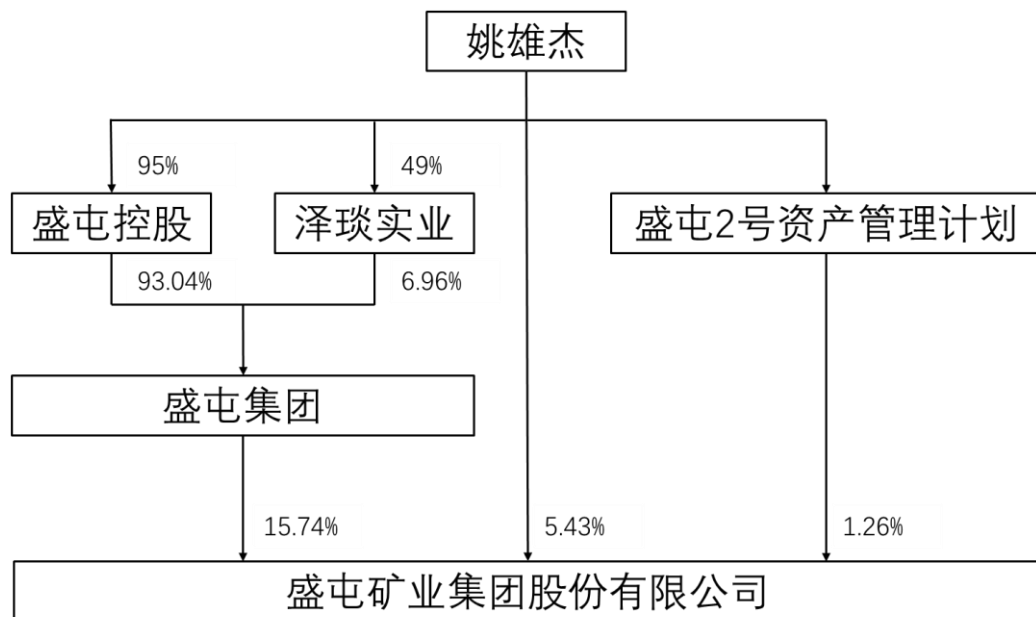 姚雄杰
95%
49%
盛屯控股
泽琰实业
盛屯2号资产管理计划
93.04%
6.96%
盛屯集团
15.74%
5.43%
1.26%
盛屯矿业集团股份有限公司